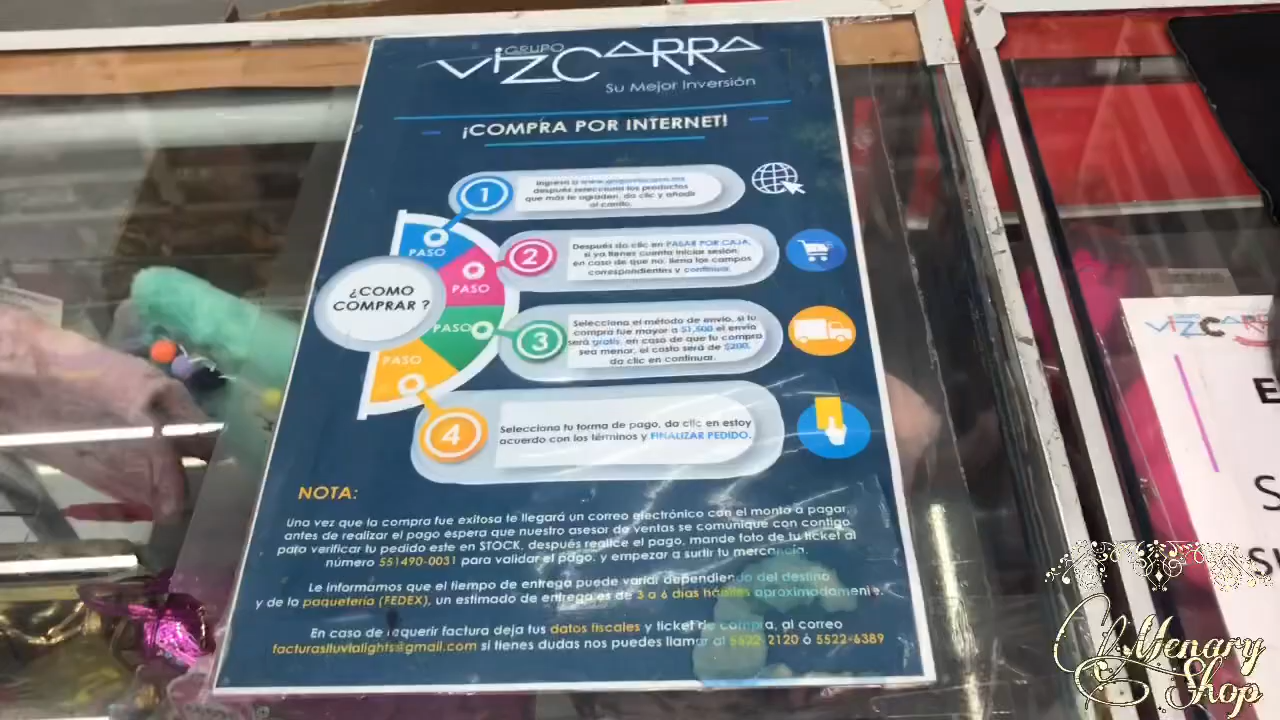 GRUPO
VIZCARRA
Su Mejor Inversión
¡COMPRA POR INTERNET!
¿COMO
COMPRAR ?
PASO
1
Ingresa a www.grupovizcarra.mx
después selecciona los productos
que más te agraden, da clic y añadir
al carrito.
PASO
2
Después da clic en PASAR POR CAJA,
si ya tienes cuenta iniciar sesión,
en caso de que no, llena los campos
correspondientes y continuar.
PASO
3
Selecciona el método de envío, si tu
compra fue mayor a $1,500 el envío
será gratis, en caso de que tu compra
sea menor, el costo será de $200,
da clic en continuar.
PASO
4
Selecciona tu forma de pago, da clic en estoy
acuerdo con los términos y FINALIZAR PEDIDO.
NOTA:
Una vez que la compra fue exitosa te llegará un correo electrónico con el monto a pagar,
antes de realizar el pago espera que nuestro asesor de ventas se comunique contigo
para verificar tu pedido este en STOCK, después realice el pago, mande foto de tu ticket al
número 551490-0031 para validar el pago, y empezar a surtir tu mercancía.
Le informamos que el tiempo de entrega puede variar dependiendo del destino
y de la paquetería (FEDEX), un estimado de entrega es de 3 a 6 días hábiles aproximadamente.
En caso de requerir factura deja tus datos fiscales y ticket de compra, al correo
facturaslluvialights@gmail.com si tienes dudas nos puedes llamar al 5522-2120 ó 5522-6389
VIZCARRA
Menary
Shop